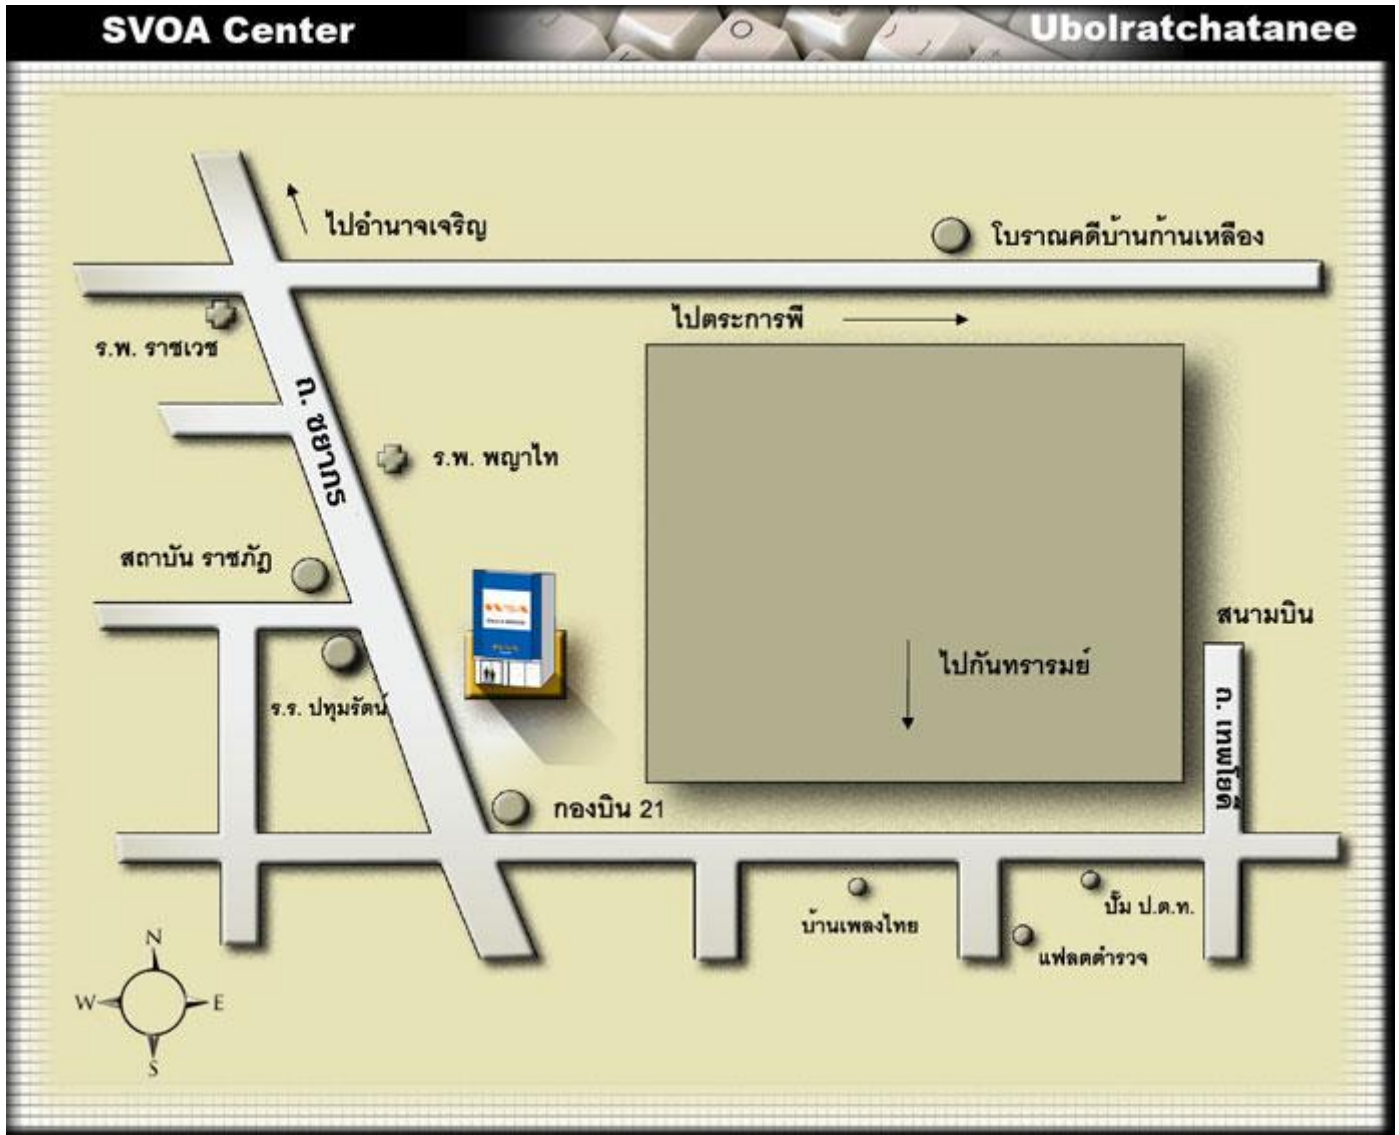 SVOA Center
Ubolratchatanee
ไปอำนาจเจริญ
โบราณคดีบ้านก้านเหลือง
ไปตระการพี
ร.พ. ราชเวช
ถ. ชยากร
ร.พ. พญาไท
สถาบัน ราชภัฏ
SVOA
สนามบิน
ไปกันทรารมย์
ร.ร. ปทุมรัตน์
ถ. เทพโยดี
กองบิน 21
บ้านเพลงไทย
ปั๊ม ป.ต.ท.
แฟลตตำรวจ
N
W
E
S